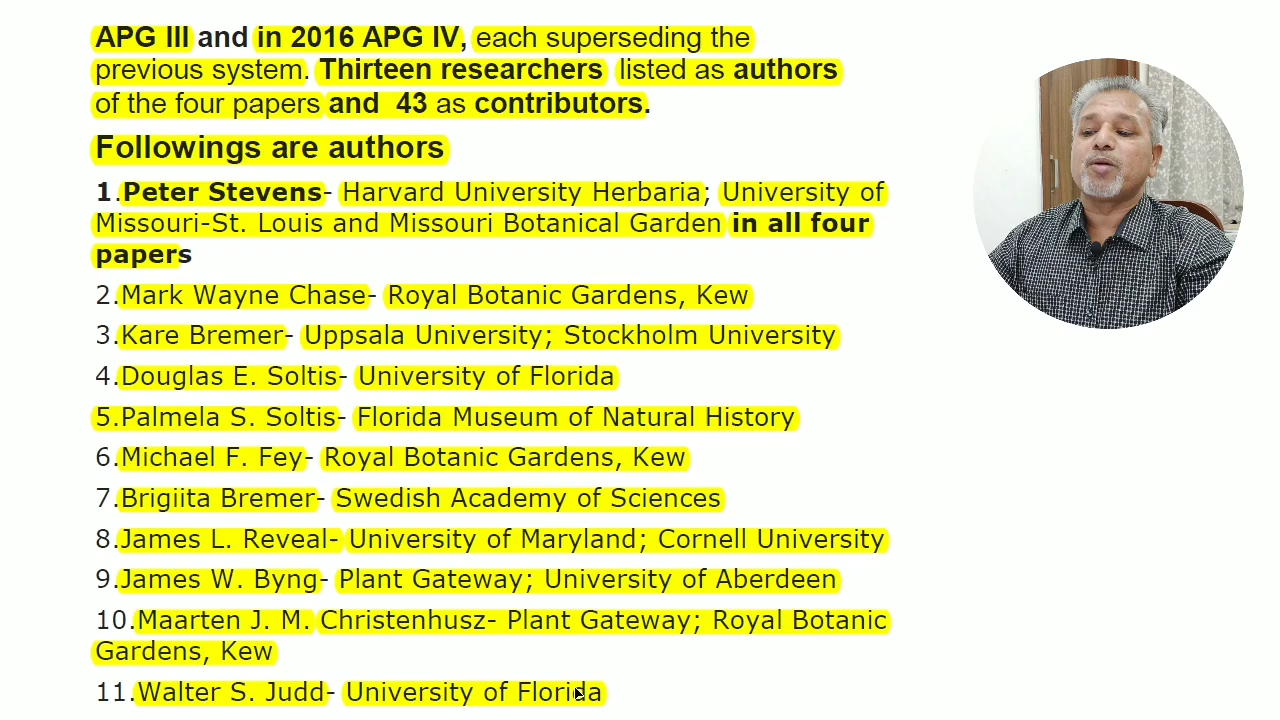 APG III and in 2016 APG IV, each superseding the
previous system. Thirteen researchers listed as authors
of the four papers and 43 as contributors.
Followings are authors
1.Peter Stevens- Harvard University Herbaria; University of
Missouri-St. Louis and Missouri Botanical Garden in all four
papers
2.Mark Wayne Chase- Royal Botanic Gardens, Kew
3.Kare Bremer- Uppsala University; Stockholm University
4.Douglas E. Soltis- University of Florida
5.Palmela S. Soltis- Florida Museum of Natural History
6.Michael F. Fey- Royal Botanic Gardens, Kew
7.Brigiita Bremer- Swedish Academy of Sciences
8.James L. Reveal- University of Maryland; Cornell University
9.James W. Byng- Plant Gateway; University of Aberdeen
10.Maarten J. M. Christenhusz- Plant Gateway; Royal Botanic
Gardens, Kew
11.Walter S. Judd- University of Florida